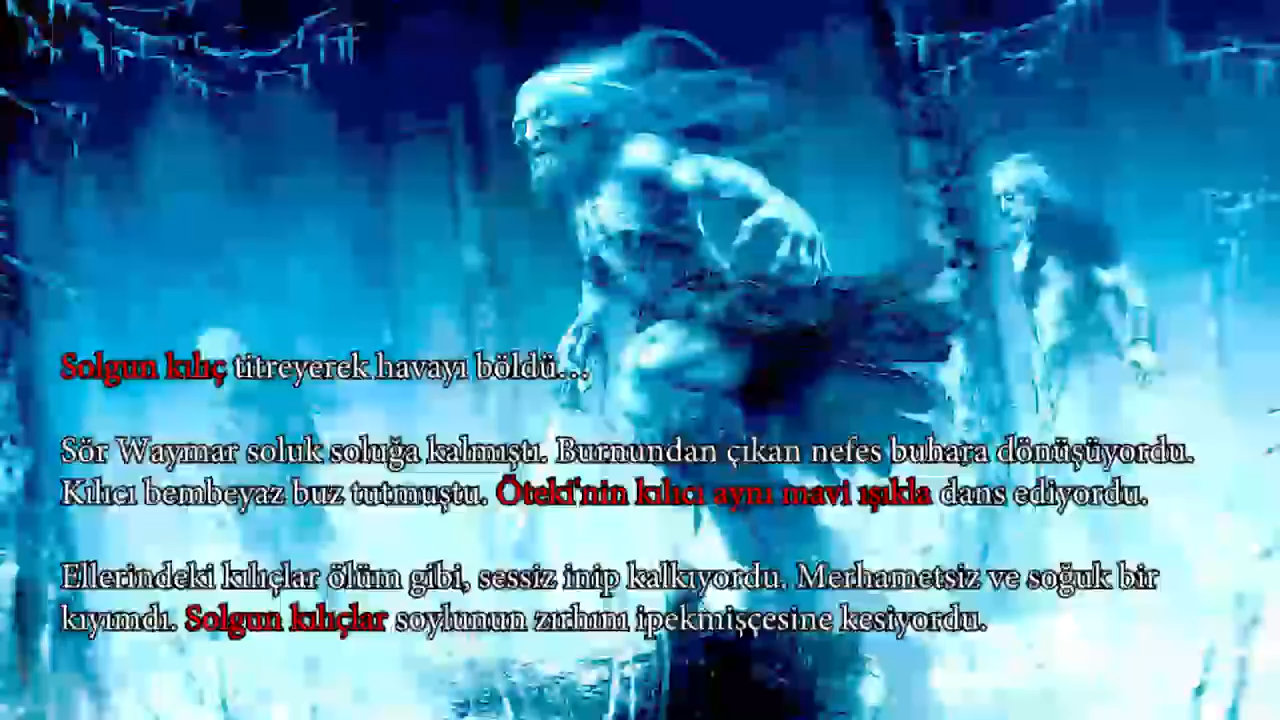 Solgun kılıç titreyerek havayı böldü…
Sör Waymar soluk soluğa kalmıştı. Burnundan çıkan nefes buhara dönüşüyordu.
Kılıcı bembeyaz buz tutmuştu. Öteki'nin kılıcı aynı mavi ışıkla dans ediyordu.
Ellerindeki kılıçlar ölüm gibi, sessiz inip kalkıyordu. Merhametsiz ve soğuk bir
kıyımdı. Solgun kılıçlar soylunun zırhını ipekmişçesine kesiyordu.